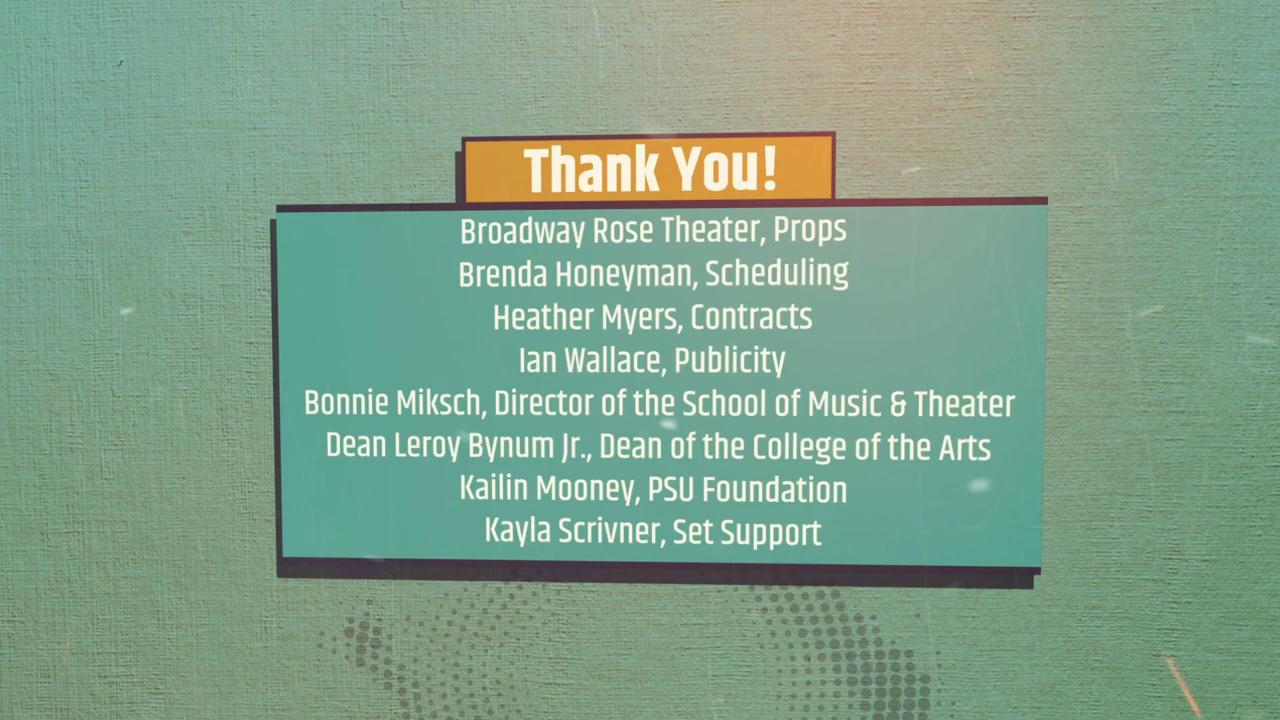 Thank You!
Broadway Rose Theater, Props
Brenda Honeyman, Scheduling
Heather Myers, Contracts
Ian Wallace, Publicity
Bonnie Miksch, Director of the School of Music & Theater
Dean Leroy Bynum Jr., Dean of the College of the Arts
Kailin Mooney, PSU Foundation
Kayla Scrivner, Set Support